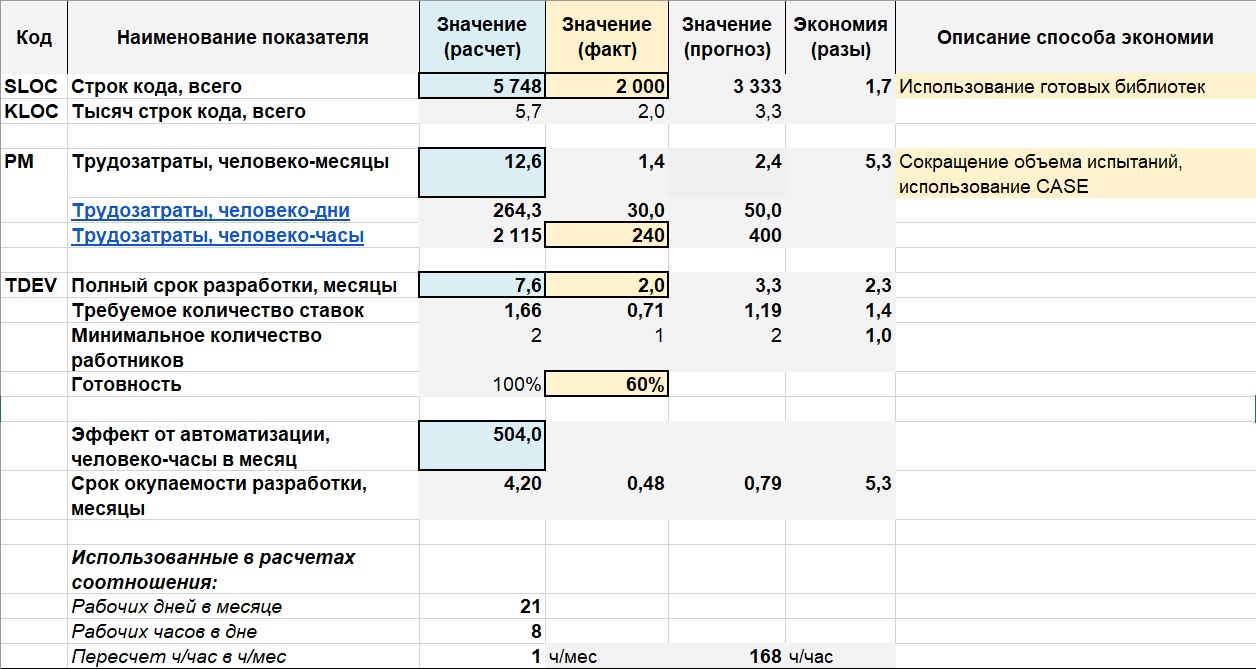 Код Наименование показателя Значение (расчет) Значение (факт) Значение (прогноз) Экономия (разы) Описание способа экономии
SLOC Строк кода, всего 5 748 2 000 3 333 1,7 Использование готовых библиотек
KLOC Тысяч строк кода, всего 5,7 2,0 3,3
PM Трудозатраты, человеко-месяцы 12,6 1,4 2,4 5,3 Сокращение объема испытаний,
использование CASE
Трудозатраты, человеко-дни 264,3 30,0 50,0
Трудозатраты, человеко-часы 2 115 240 400
TDEV Полный срок разработки, месяцы 7,6 2,0 3,3 2,3
Требуемое количество ставок 1,66 0,71 1,19 1,4
Минимальное количество 2 1 2 1,0
работников
Готовность 100% 60%
Эффект от автоматизации, 504,0
человеко-часы в месяц
Срок окупаемости разработки, 4,20 0,48 0,79 5,3
месяцы
Использованные в расчетах
соотношения:
Рабочих дней в месяце 21
Рабочих часов в дне 8
Пересчет ч/час в ч/мес 1 ч/мес 168 ч/час